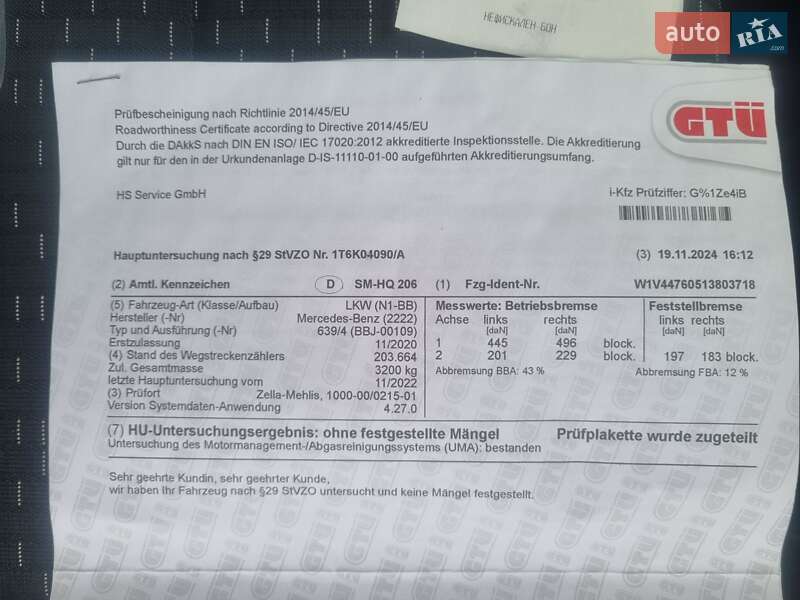 НЕФИСКАЛЕН БОН
auto RIA .com
Prüfbescheinigung nach Richtlinie 2014/45/EU
Roadworthiness Certificate according to Directive 2014/45/EU
Durch die DAkkS nach DIN EN ISO/ IEC 17020:2012 akkreditierte Inspektionsstelle. Die Akkreditierung
gilt nur für den in der Urkundenanlage D-IS-11110-01-00 aufgeführten Akkreditierungsumfang.
GTÜ
HS Service GmbH
i-Kfz Prüfziffer: G%1Ze4iB
Hauptuntersuchung nach §29 StVZO Nr. 1T6K04090/A (3) 19.11.2024 16:12
(2) Amtl. Kennzeichen D SM-HQ 206 (1) Fzg-Ident-Nr. W1V44760513803718
(5) Fahrzeug-Art (Klasse/Aufbau) LKW (N1-BB) Messwerte: Betriebsbremse Feststellbremse
Hersteller (-Nr) Mercedes-Benz (2222) Achse links rechts links rechts
Typ und Ausführung (-Nr) 639/4 (BBJ-00109) [daN] [daN] [daN] [daN]
Erstzulassung 11/2020 1 445 496 block.
(4) Stand des Wegstreckenzählers 203.664 2 201 229 block. 197 183 block.
Zul. Gesamtmasse 3200 kg Abbremsung BBA: 43 % Abbremsung FBA: 12 %
letzte Hauptuntersuchung vom 11/2022
(3) Prüfort Zella-Mehlis, 1000-00/0215-01
Version Systemdaten-Anwendung 4.27.0
(7) HU-Untersuchungsergebnis: ohne festgestellte Mängel Prüfplakette wurde zugeteilt
Untersuchung des Motormanagement-/Abgasreinigungssystems (UMA): bestanden
Sehr geehrte Kundin, sehr geehrter Kunde,
wir haben Ihr Fahrzeug nach §29 StVZO untersucht und keine Mängel festgestellt.